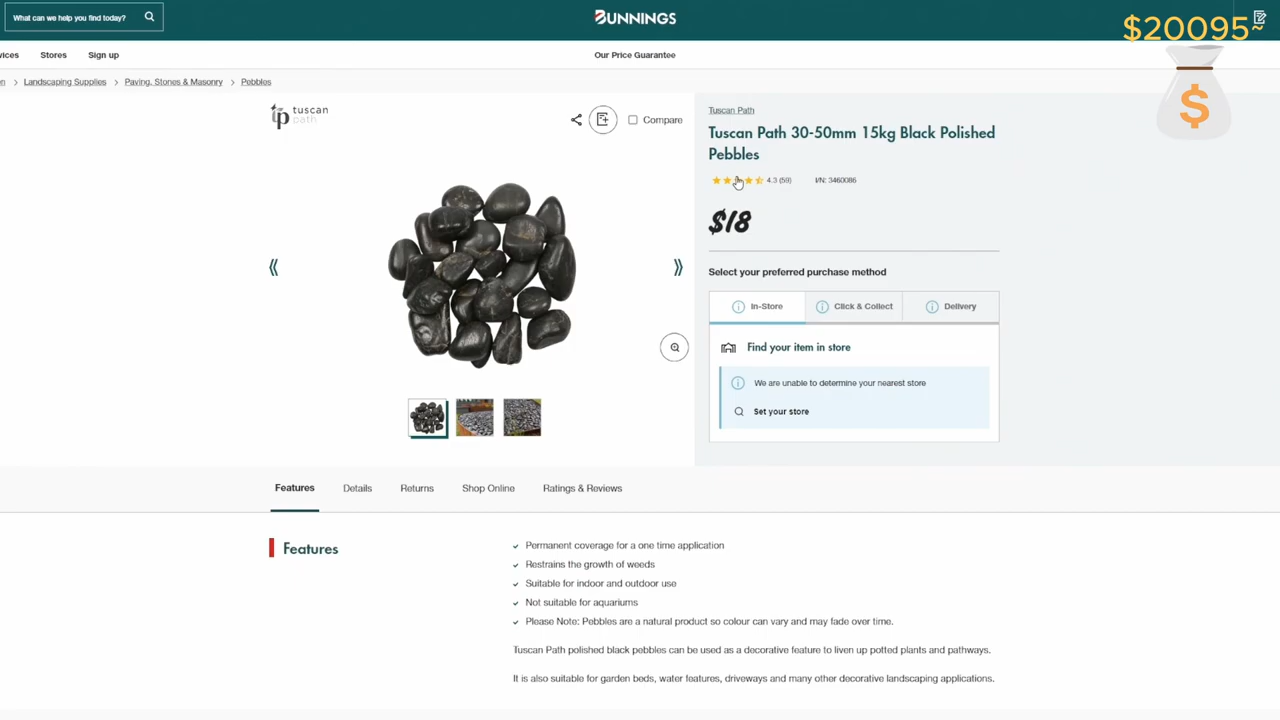 What can we help you find today?
BUNNINGS
$20095~
vices
Stores
Sign up
Our Price Guarantee
n > Landscaping Supplies > Paving, Stones & Masonry > Pebbles
tp tuscan
path
Compare
Tuscan Path
Tuscan Path 30-50mm 15kg Black Polished
Pebbles
4.3 (59)
I/N: 3460086
$18
$
Select your preferred purchase method
In-Store
Click & Collect
Delivery
Find your item in store
We are unable to determine your nearest store
Set your store
Features
Details
Returns
Shop Online
Ratings & Reviews
Features
Permanent coverage for a one time application
Restrains the growth of weeds
Suitable for indoor and outdoor use
Not suitable for aquariums
Please Note: Pebbles are a natural product so colour can vary and may fade over time.
Tuscan Path polished black pebbles can be used as a decorative feature to liven up potted plants and pathways.
It is also suitable for garden beds, water features, driveways and many other decorative landscaping applications.